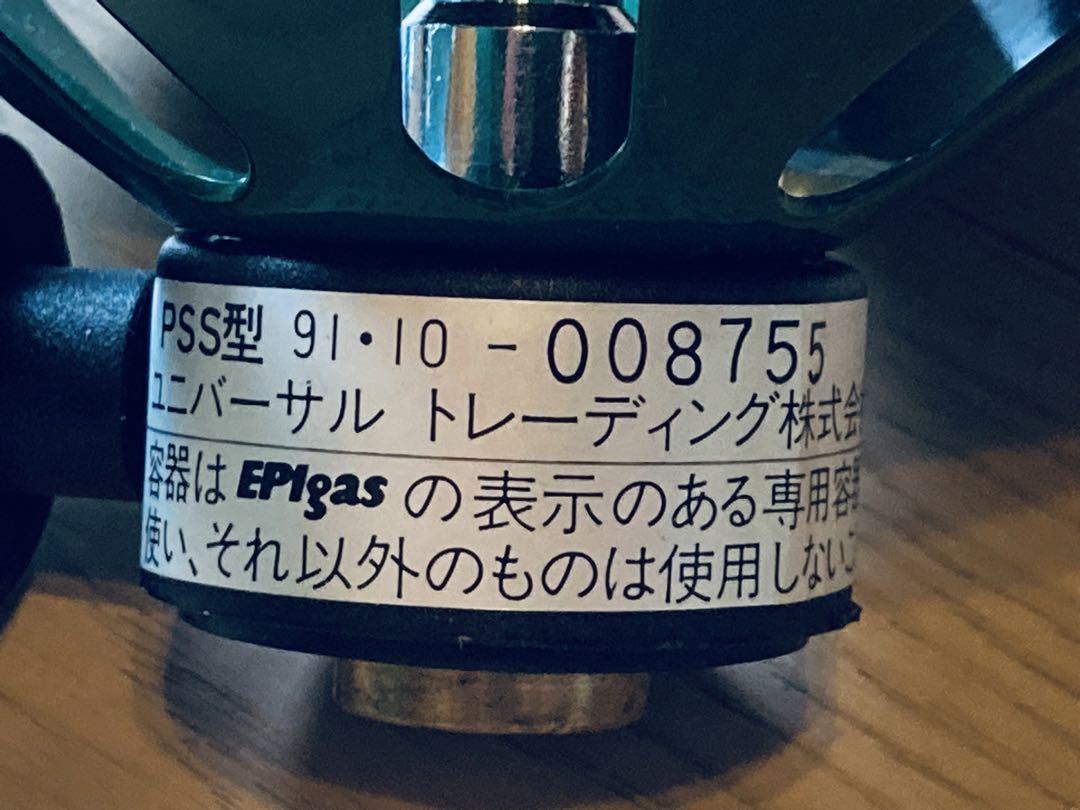 PSS型 91・10 - 008755
ユニバーサル トレーディング株式会
容器は EPIgas の表示のある専用容器
使い、それ以外のものは使用しない